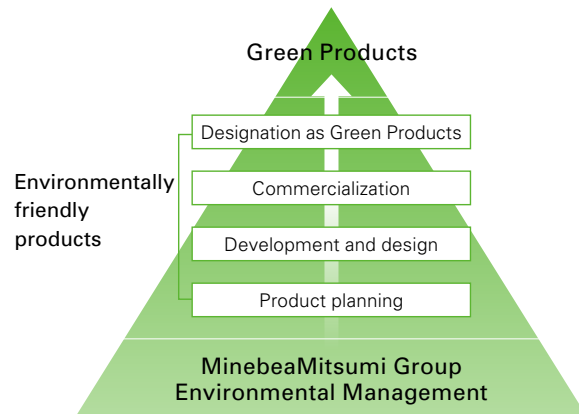 Green Products
Designation as Green Products
Environmentally
friendly
products
Commercialization
Development and design
Product planning
MinebeaMitsumi Group
Environmental Management